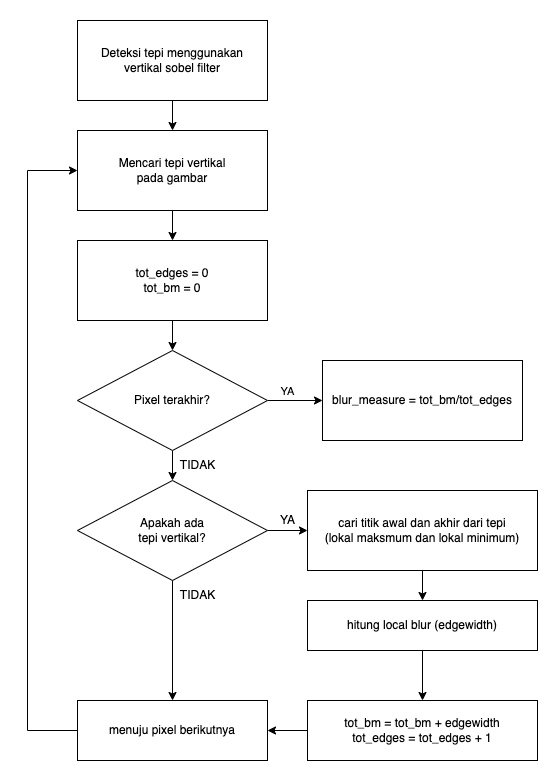 Deteksi tepi menggunakan
vertikal sobel filter
Mencari tepi vertikal
pada gambar
tot_edges = 0
tot_bm = 0
Pixel terakhir?
YA
blur_measure = tot_bm/tot_edges
TIDAK
Apakah ada
tepi vertikal?
YA
cari titik awal dan akhir dari tepi
(lokal maksmum dan lokal minimum)
TIDAK
hitung local blur (edgewidth)
menuju pixel berikutnya
tot_bm = tot_bm + edgewidth
tot_edges = tot_edges + 1